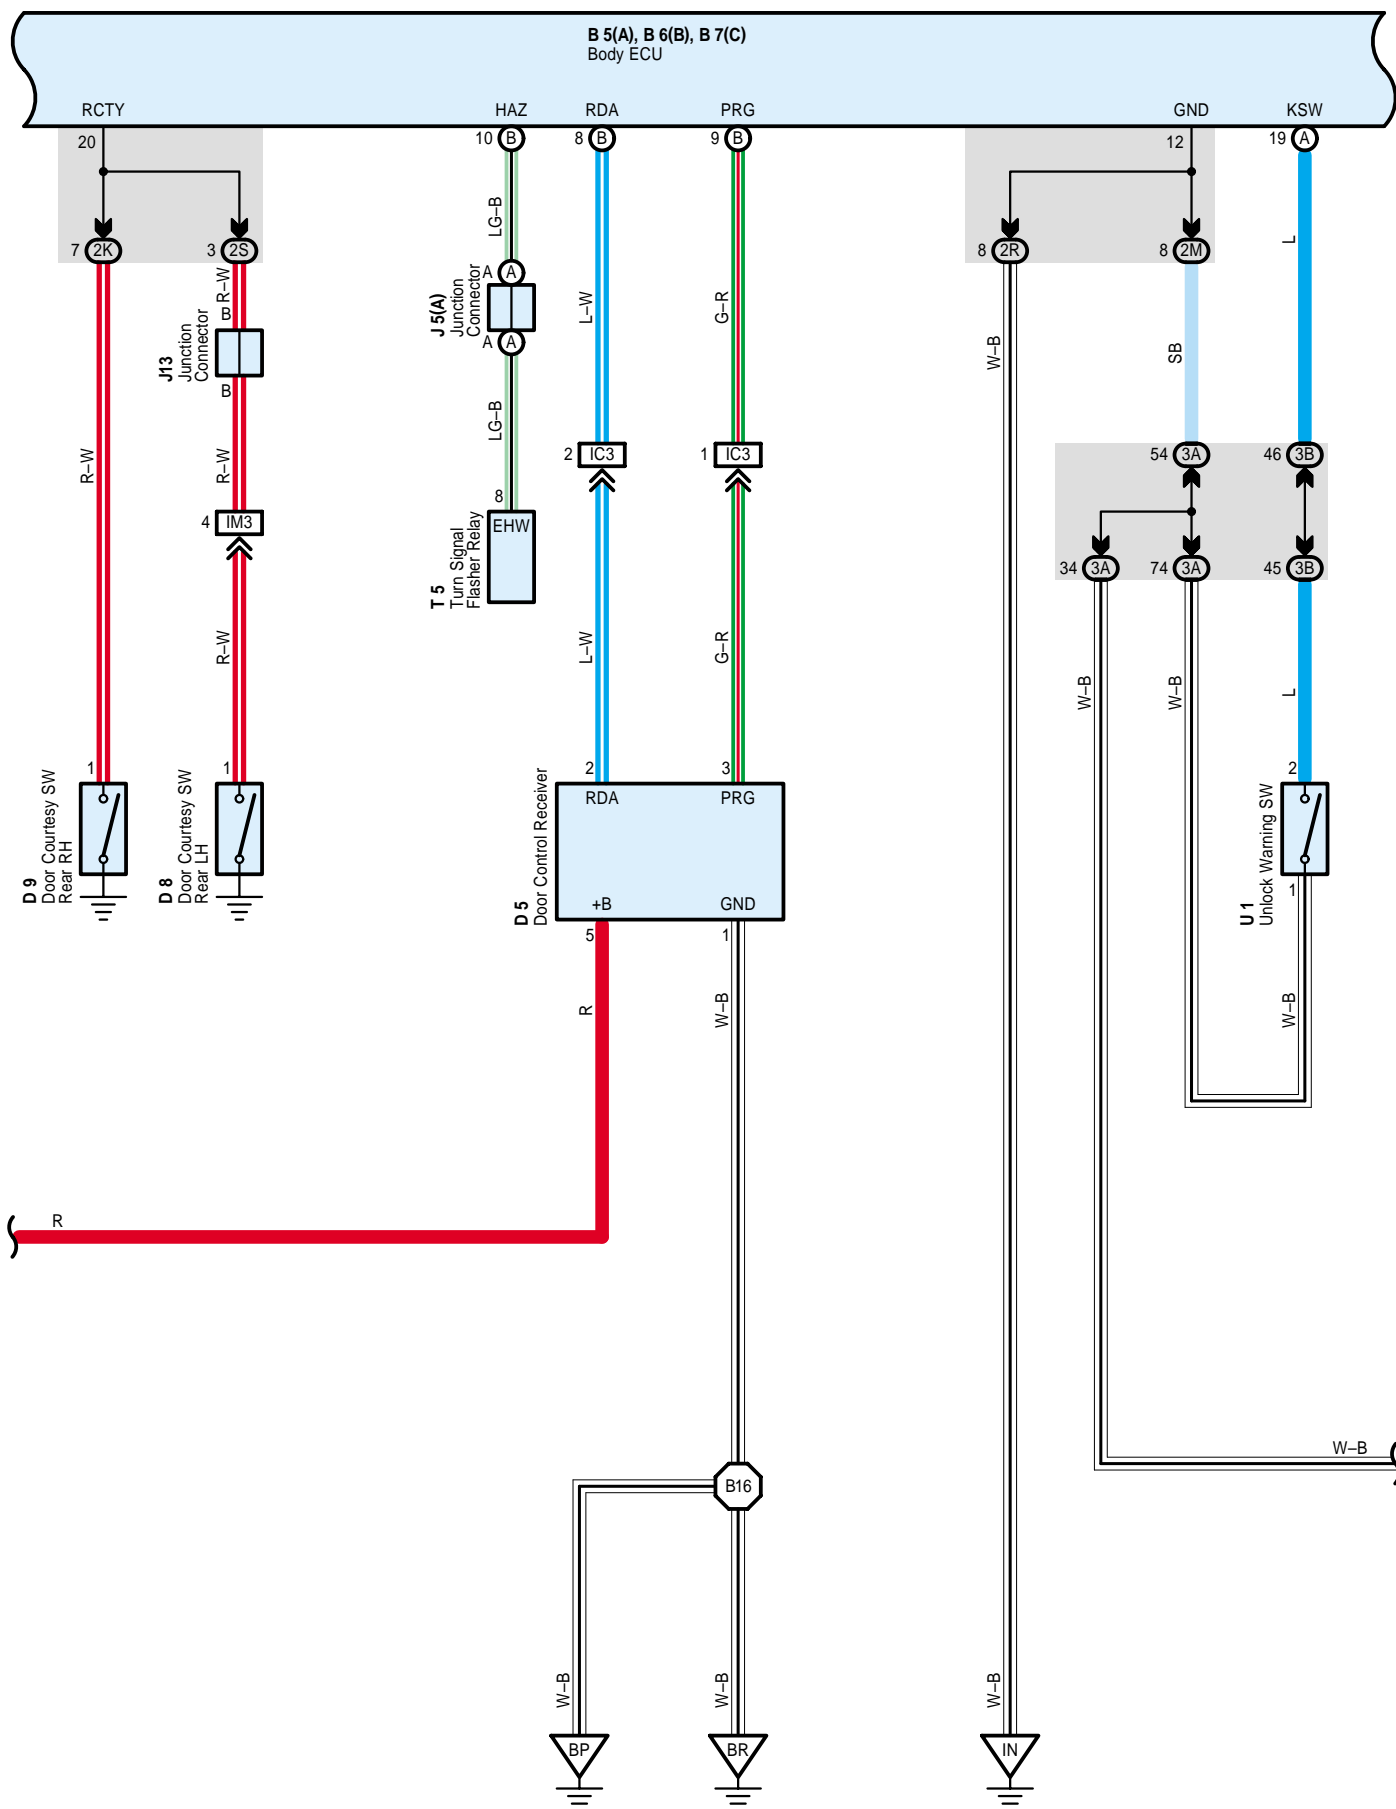 B 5(A), B 6(B), B 7(C)
Body ECU
RCTY
HAZ
RDA
PRG
GND
KSW
20
10 B
8 B
9 B
12
19 A
7 2K
3 2S
8 2R
8 2M
LG–B
L
R–W
B
J13
Junction
Connector
B
A A
J 5(A)
Junction
Connector
A A
L–W
G–R
W–B
SB
R–W
R–W
LG–B
2 IC3
1 IC3
54 3A
46 3B
4 IM3
8
EHW
T 5
Turn Signal
Flasher Relay
34 3A
74 3A
45 3B
R–W
L–W
G–R
W–B
W–B
L
1
D 9
Door Courtesy SW
Rear RH
1
D 8
Door Courtesy SW
Rear LH
2
3
RDA
PRG
D 5
Door Control Receiver
+B
GND
5
1
2
U 1
Unlock Warning SW
1
R
W–B
W–B
R
W–B
B16
W–B
W–B
W–B
BP
BR
IN